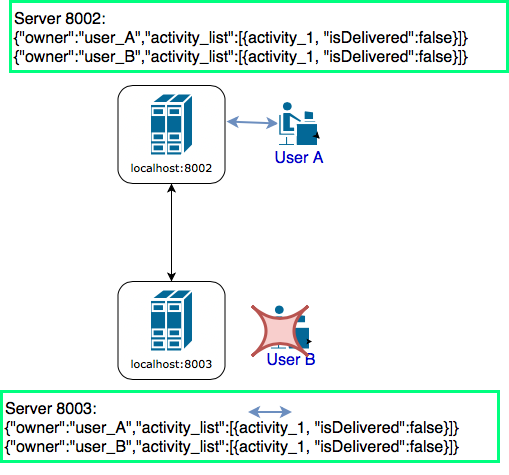 Server 8002:
{"owner":"user_A","activity_list":[{activity_1, "isDelivered":false}]}
{"owner":"user_B","activity_list":[{activity_1, "isDelivered":false}]}
localhost:8002
User A
localhost:8003
User B
Server 8003:
{"owner":"user_A","activity_list":[{activity_1, "isDelivered":false}]}
{"owner":"user_B","activity_list":[{activity_1, "isDelivered":false}]}